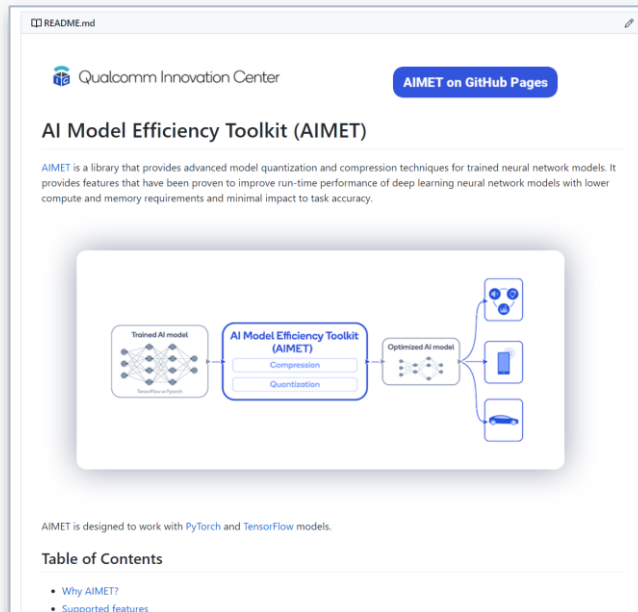 README.md
Qualcomm Innovation Center
AIMET on GitHub Pages
AI Model Efficiency Toolkit (AIMET)
AIMET is a library that provides advanced model quantization and compression techniques for trained neural network models. It
provides features that have been proven to improve run-time performance of deep learning neural network models with lower
compute and memory requirements and minimal impact to task accuracy.
Trained AI model
TensorFlow or Pytorch
AI Model Efficiency Toolkit
(AIMET)
Compression
Quantization
Optimized AI model
AIMET is designed to work with PyTorch and TensorFlow models.
Table of Contents
• Why AIMET?
• Supported features